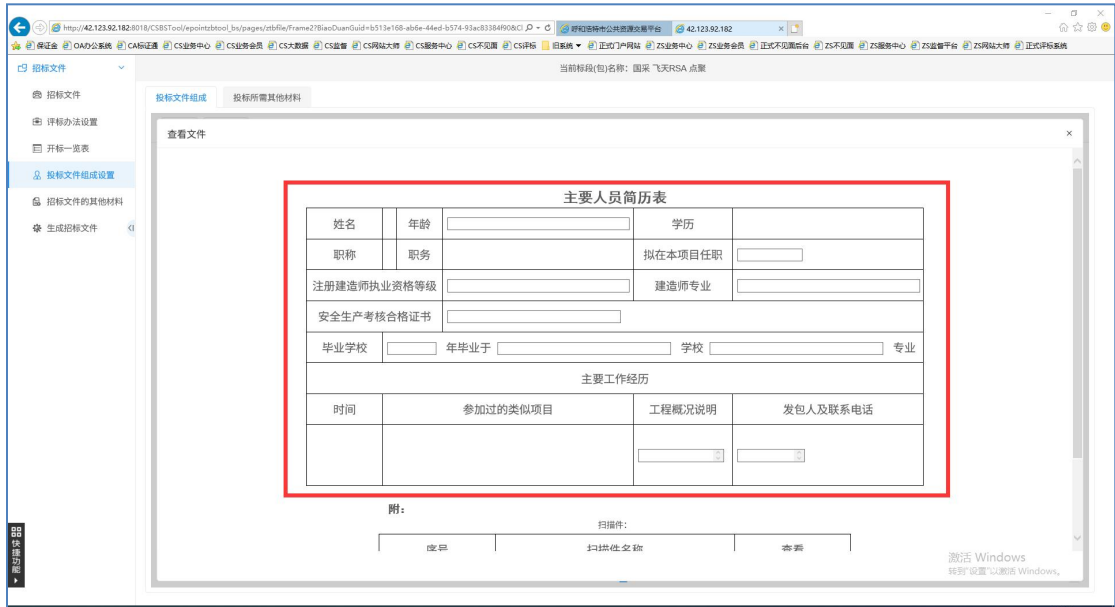 http://42.123.92.182:8018/CSBSTool/epointztbtool_bs/pages/ztbfile/Frame2?BiaoDuanGuid=b513e168-ab6e-44ed-b574-93ac83384f90&Cl
呼和浩特市公共资源交易平台
42.123.92.182
保证金 OA办公系统 CA标证通 CS业务中心 CS业务会员 CS大数据 CS监督 CS网站大师 CS服务中心 CS不见面 CS评标 旧系统 正式门户网站 ZS业务中心 ZS业务会员 正式不见面后台 ZS不见面 ZS服务中心 ZS监督平台 ZS网站大师 正式评标系统
招标文件
当前标段(包)名称： 国采 飞天RSA 点聚
招标文件
评标办法设置
开标一览表
投标文件组成设置
招标文件的其他材料
生成招标文件
投标文件组成 投标所需其他材料
查看文件 ×
主要人员简历表
姓名 年龄 学历
职称 职务 拟在本项目任职
注册建造师执业资格等级 建造师专业
安全生产考核合格证书
毕业学校 年毕业于 学校 专业
主要工作经历
时间 参加过的类似项目 工程概况说明 发包人及联系电话
附：
扫描件：
序号 扫描件名称 查看
快捷功能
激活 Windows
转到"设置"以激活 Windows。